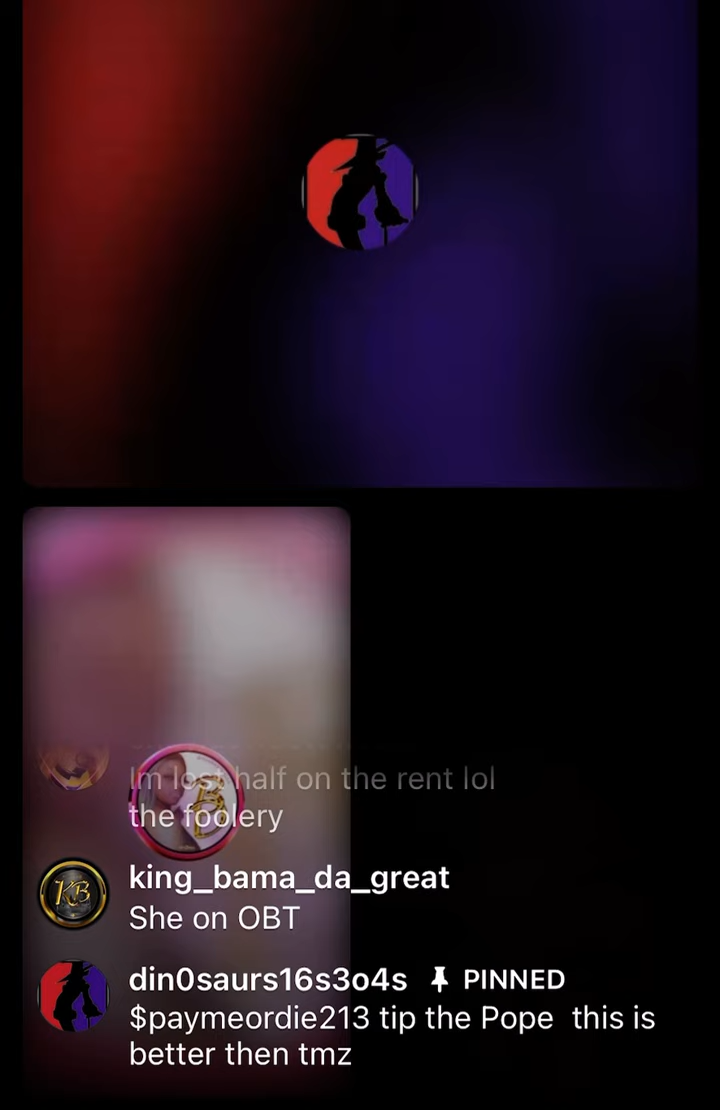 Im lost half on the rent lol
the foolery
king_bama_da_great
KB
She on OBT
din0saurs16s3o4s PINNED
$paymeordie213 tip the Pope  this is
better then tmz